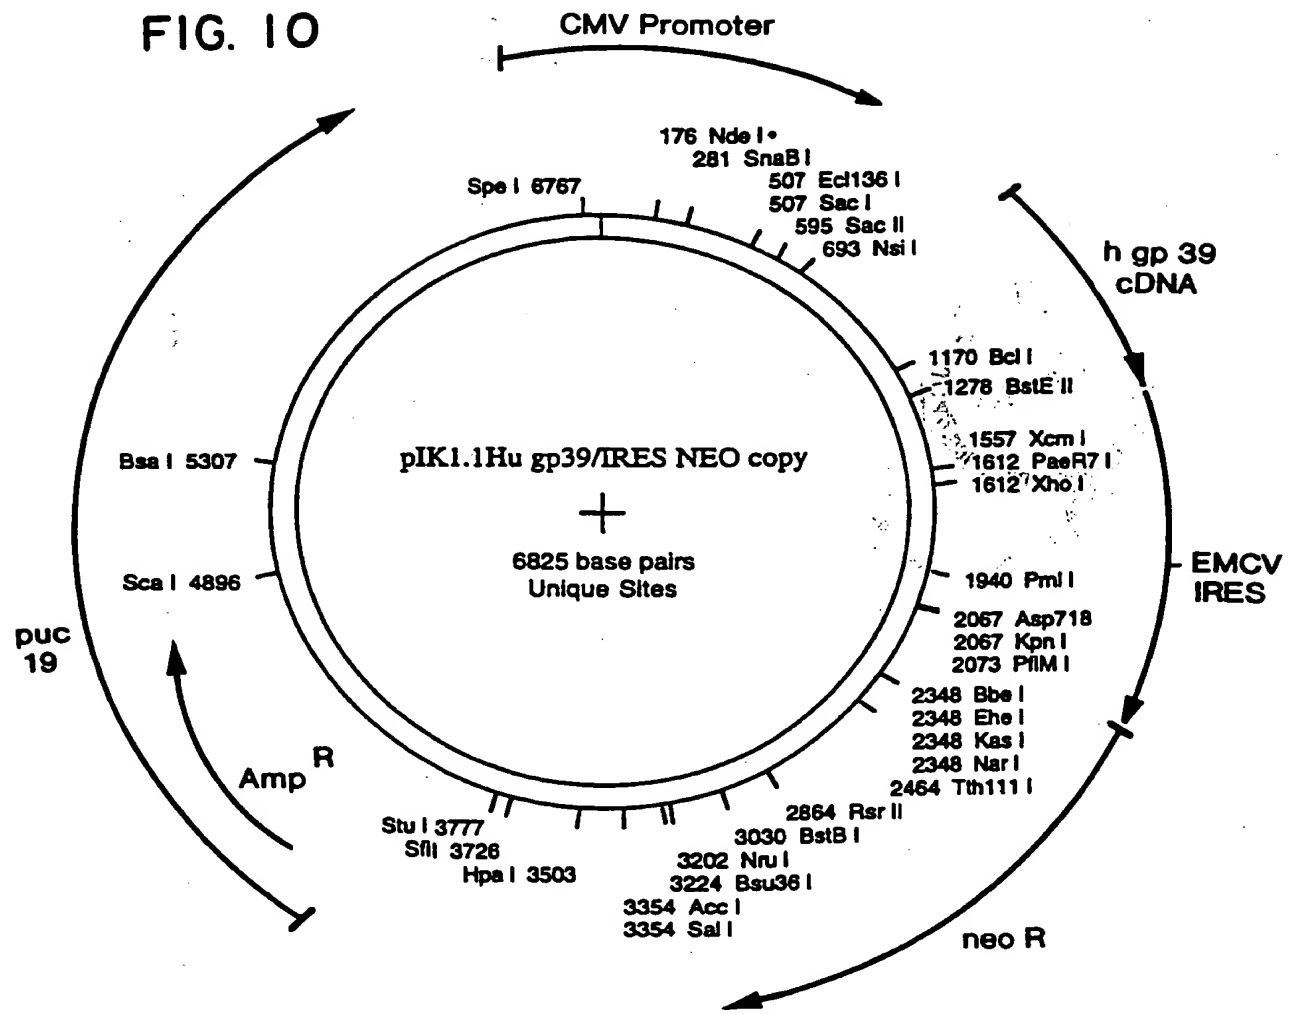 FIG. 10
CMV Promoter
176 Nde I•
281 SnaB I
507 Ecl136 I
507 Sac I
595 Sac II
693 Nsi I
Spe I 6767
h gp 39
cDNA
1170 Bcl I
1278 BstE II
1557 Xcm I
1612 PaeR7 I
1612 Xho I
pIK1.1Hu gp39/IRES NEO copy
6825 base pairs
Unique Sites
Bsa I 5307
Sca I 4896
1940 Pml I
EMCV
IRES
2067 Asp718
2067 Kpn I
2073 PflM I
2348 Bbe I
2348 Ehe I
2348 Kas I
2348 Nar I
2464 Tth111 I
puc
19
Amp R
2864 Rsr II
3030 BstB I
3202 Nru I
3224 Bsu36 I
3354 Acc I
3354 Sal I
Stu I 3777
SfiI 3726
Hpa I 3503
neo R